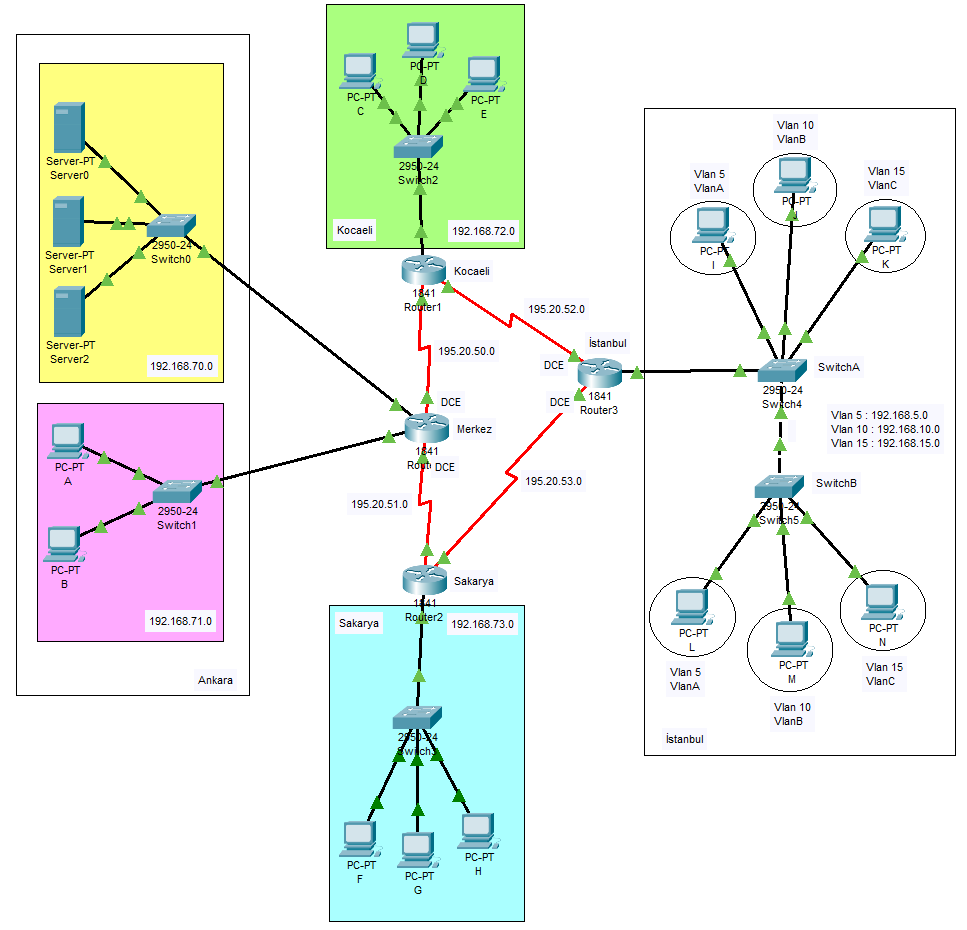 Server-PT
Server0
Server-PT
Server1
Server-PT
Server2
2950-24
Switch0
192.168.70.0
PC-PT
A
PC-PT
B
2950-24
Switch1
192.168.71.0
Ankara
PC-PT
C
PC-PT
D
PC-PT
E
2950-24
Switch2
Kocaeli
192.168.72.0
Kocaeli
1841
Router1
195.20.50.0
195.20.52.0
DCE
Merkez
1841
DCE
195.20.51.0
195.20.53.0
İstanbul
DCE
DCE
1841
Router3
Sakarya
1841
Router2
Sakarya
192.168.73.0
2950-24
PC-PT
F
PC-PT
G
PC-PT
H
Vlan 5
VlanA
PC-PT
I
Vlan 10
VlanB
PC-PT
Vlan 15
VlanC
PC-PT
K
SwitchA
2950-24
Switch4
Vlan 5 : 192.168.5.0
Vlan 10 : 192.168.10.0
Vlan 15 : 192.168.15.0
SwitchB
2950-24
Switch5
PC-PT
L
Vlan 5
VlanA
PC-PT
M
Vlan 10
VlanB
PC-PT
N
Vlan 15
VlanC
İstanbul